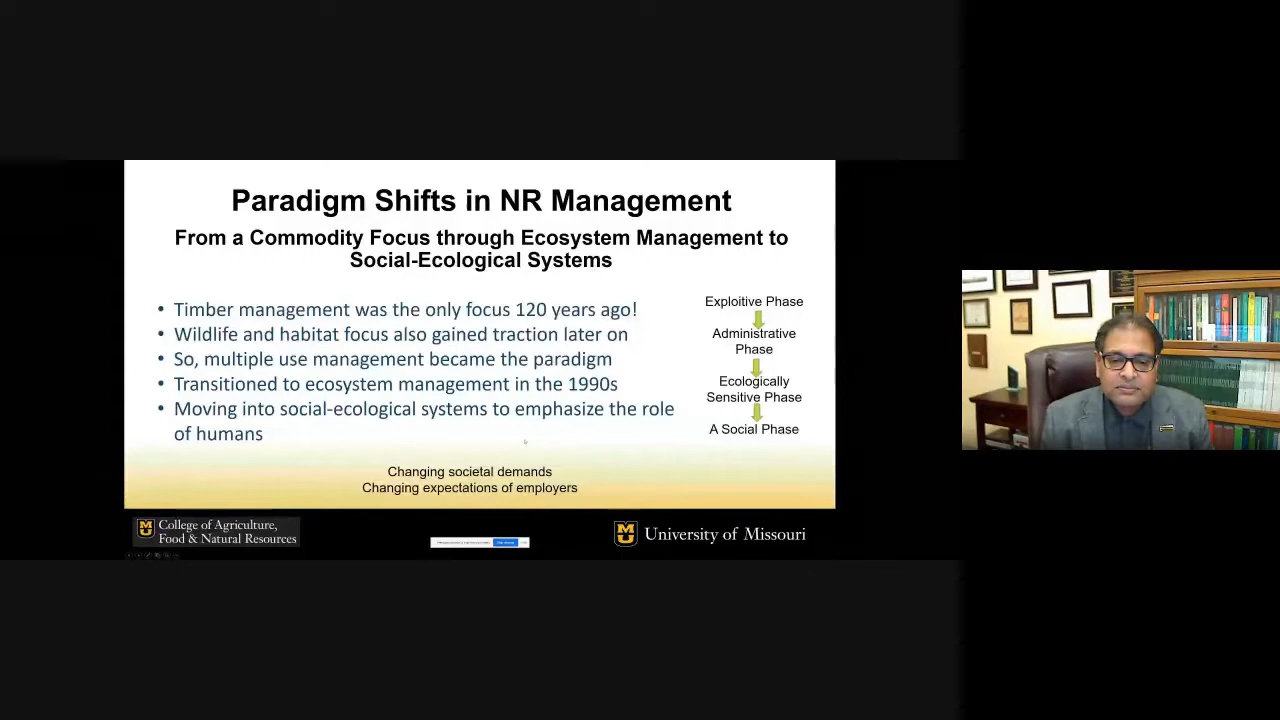 Paradigm Shifts in NR Management
From a Commodity Focus through Ecosystem Management to
Social-Ecological Systems
• Timber management was the only focus 120 years ago!
• Wildlife and habitat focus also gained traction later on
• So, multiple use management became the paradigm
• Transitioned to ecosystem management in the 1990s
• Moving into social-ecological systems to emphasize the role
of humans
Exploitive Phase
Administrative
Phase
Ecologically
Sensitive Phase
A Social Phase
Changing societal demands
Changing expectations of employers
College of Agriculture,
Food & Natural Resources
University of Missouri